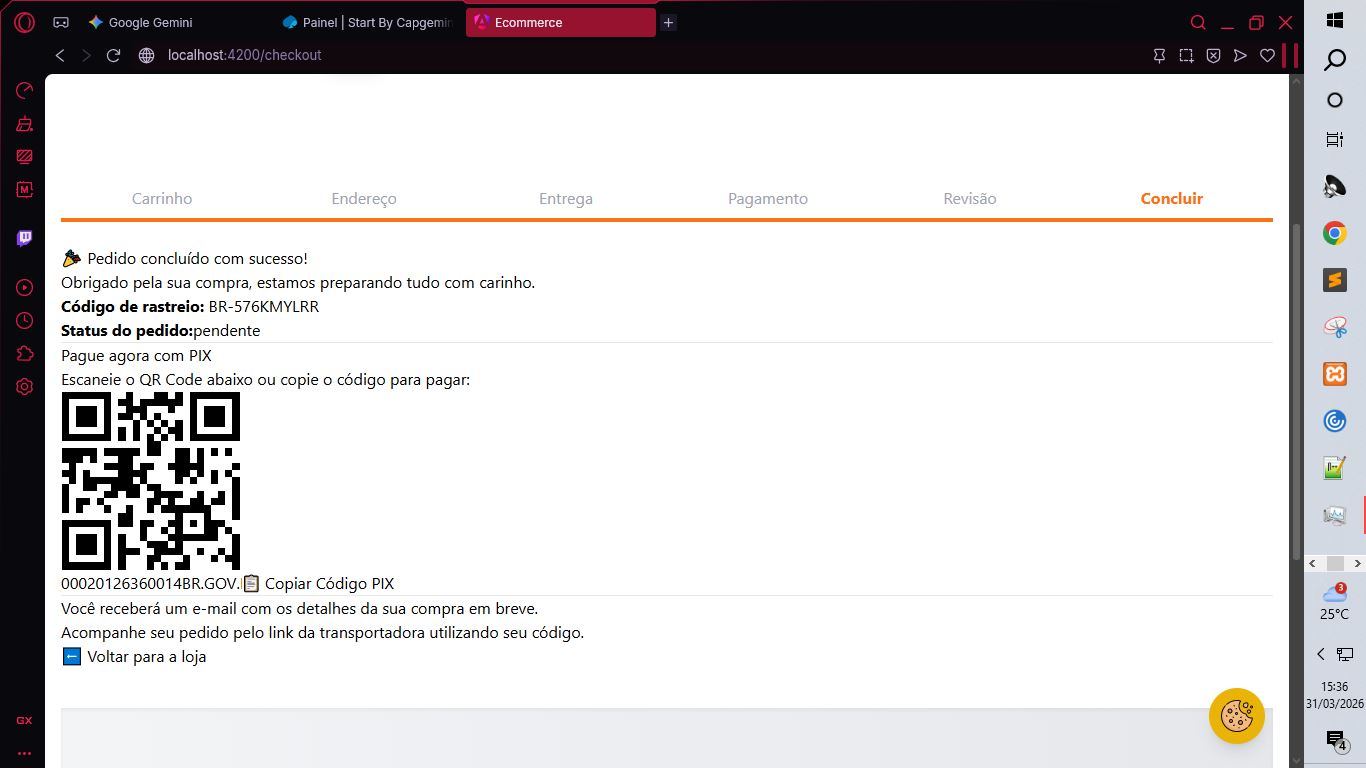 Google Gemini
Painel | Start By Capgemin
Ecommerce
localhost:4200/checkout
Carrinho
Endereço
Entrega
Pagamento
Revisão
Concluir
Pedido concluído com sucesso!
Obrigado pela sua compra, estamos preparando tudo com carinho.
Código de rastreio: BR-576KMYLRR
Status do pedido:pendente
Pague agora com PIX
Escaneie o QR Code abaixo ou copie o código para pagar:
00020126360014BR.GOV. Copiar Código PIX
Você receberá um e-mail com os detalhes da sua compra em breve.
Acompanhe seu pedido pelo link da transportadora utilizando seu código.
Voltar para a loja
GX
3
25°C
15:36
31/03/2026
4